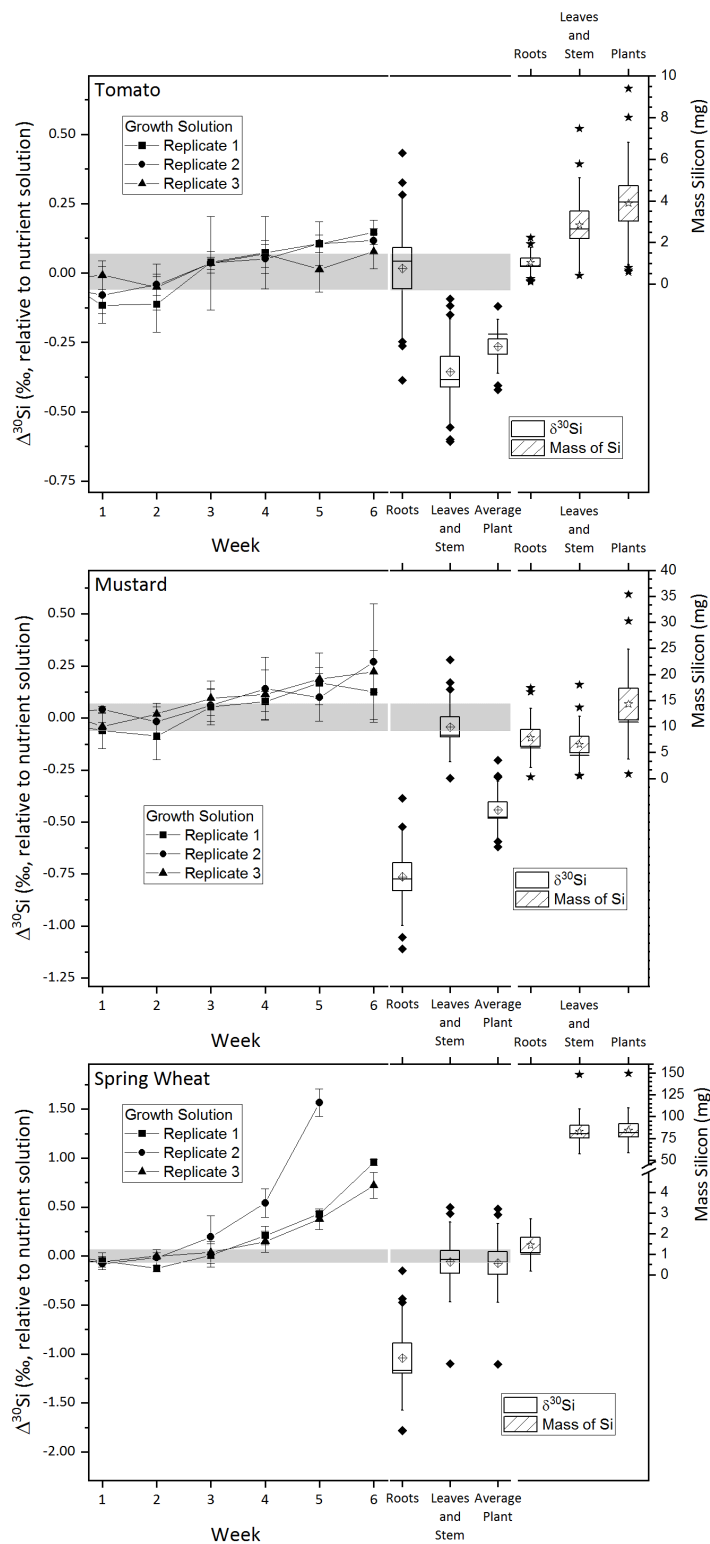 Leaves
and
Stem
Roots
Plants
Tomato
Growth Solution
Replicate 1
Replicate 2
Replicate 3
0.50
0.25
0.00
-0.25
-0.50
-0.75
Δ³⁰Si (‰, relative to nutrient solution)
10
8
6
4
2
0
Mass Silicon (mg)
δ³⁰Si
Mass of Si
1 2 3 4 5 6
Week
Roots
Leaves
and
Stem
Average
Plant
Roots
Leaves
and
Stem
Plants
Mustard
0.50
0.25
0.00
-0.25
-0.50
-0.75
-1.00
-1.25
Δ³⁰Si (‰, relative to nutrient solution)
40
35
30
25
20
15
10
5
0
Mass Silicon (mg)
Growth Solution
Replicate 1
Replicate 2
Replicate 3
δ³⁰Si
Mass of Si
1 2 3 4 5 6
Week
Roots
Leaves
and
Stem
Average
Plant
Roots
Leaves
and
Stem
Plants
Spring Wheat
Growth Solution
Replicate 1
Replicate 2
Replicate 3
1.50
1.00
0.50
0.00
-0.50
-1.00
-1.50
-2.00
Δ³⁰Si (‰, relative to nutrient solution)
150
125
100
75
50
4
3
2
1
0
Mass Silicon (mg)
δ³⁰Si
Mass of Si
1 2 3 4 5 6
Week
Roots
Leaves
and
Stem
Average
Plant